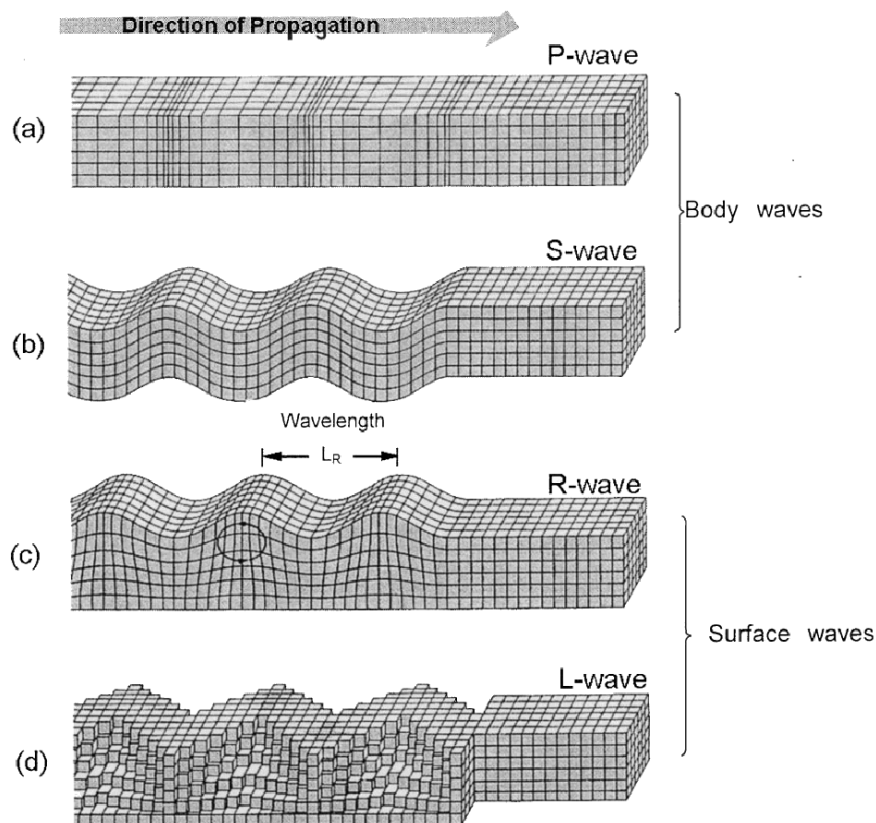 Direction of Propagation
P-wave
(a)
Body waves
S-wave
(b)
Wavelength
L_R
R-wave
(c)
Surface waves
L-wave
(d)